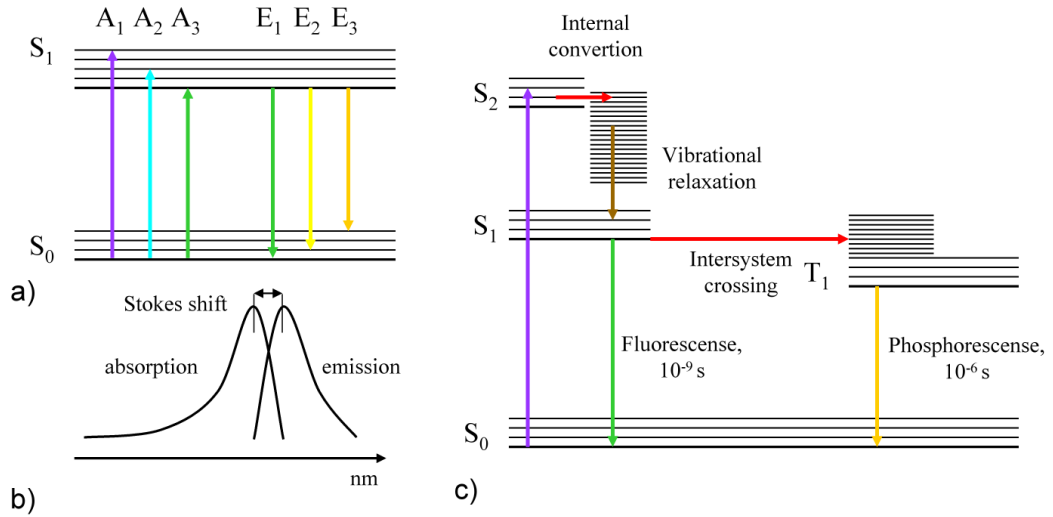 A₁ A₂ A₃ E₁ E₂ E₃
S₁
S₀
a)
Stokes shift
absorption
emission
nm
b)
Internal
convertion
S₂
Vibrational
relaxation
S₁
Intersystem
crossing
T₁
Fluorescense,
10⁻⁹ s
Phosphorescense,
10⁻⁶ s
S₀
c)